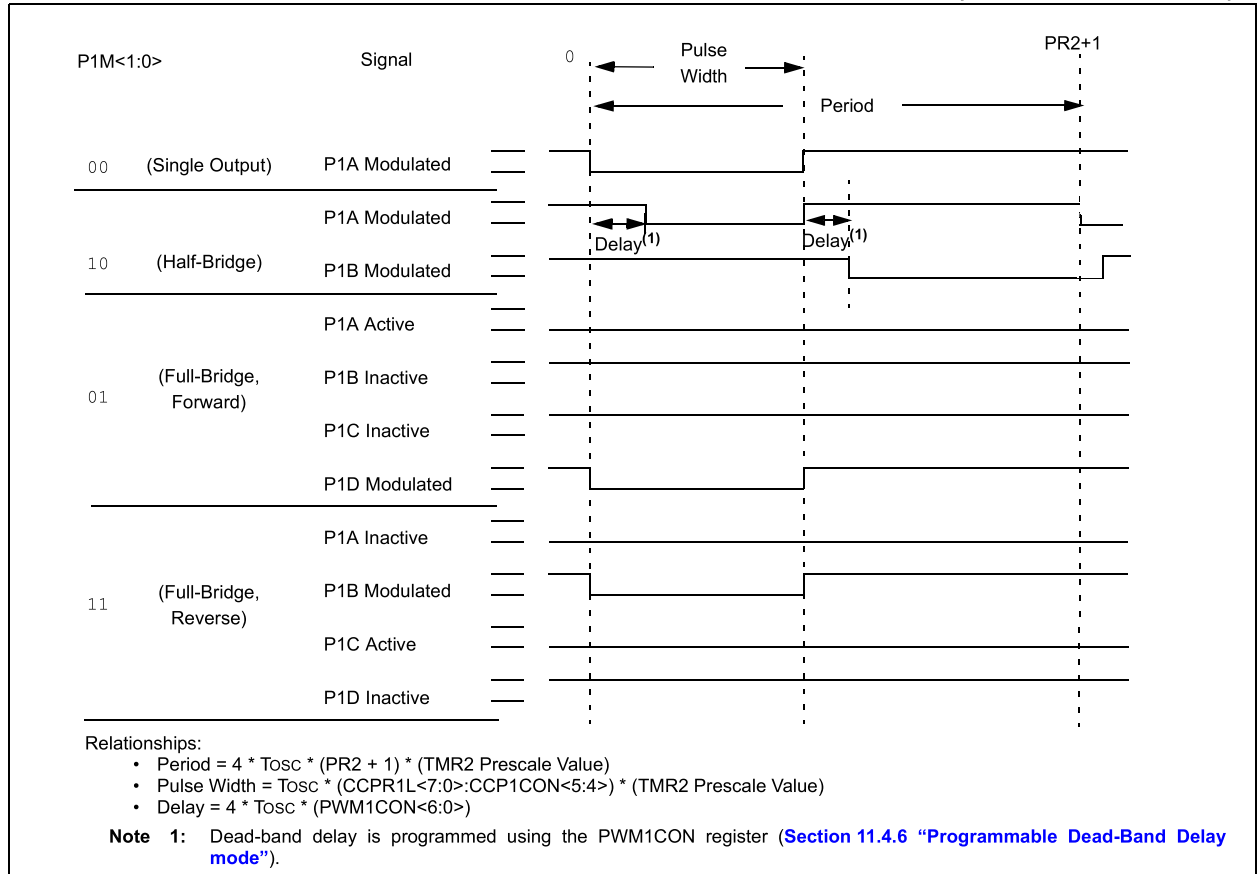 P1M<1:0>
Signal
0
Pulse
Width
PR2+1
Period
00
(Single Output)
P1A Modulated
P1A Modulated
Delay(1)
Delay(1)
10
(Half-Bridge)
P1B Modulated
P1A Active
(Full-Bridge,
Forward)
P1B Inactive
01
P1C Inactive
P1D Modulated
P1A Inactive
(Full-Bridge,
Reverse)
P1B Modulated
11
P1C Active
P1D Inactive
Relationships:
• Period = 4 * TOSC * (PR2 + 1) * (TMR2 Prescale Value)
• Pulse Width = TOSC * (CCPR1L<7:0>:CCP1CON<5:4>) * (TMR2 Prescale Value)
• Delay = 4 * TOSC * (PWM1CON<6:0>)
Note 1: Dead-band delay is programmed using the PWM1CON register (Section 11.4.6 “Programmable Dead-Band Delay
mode”).